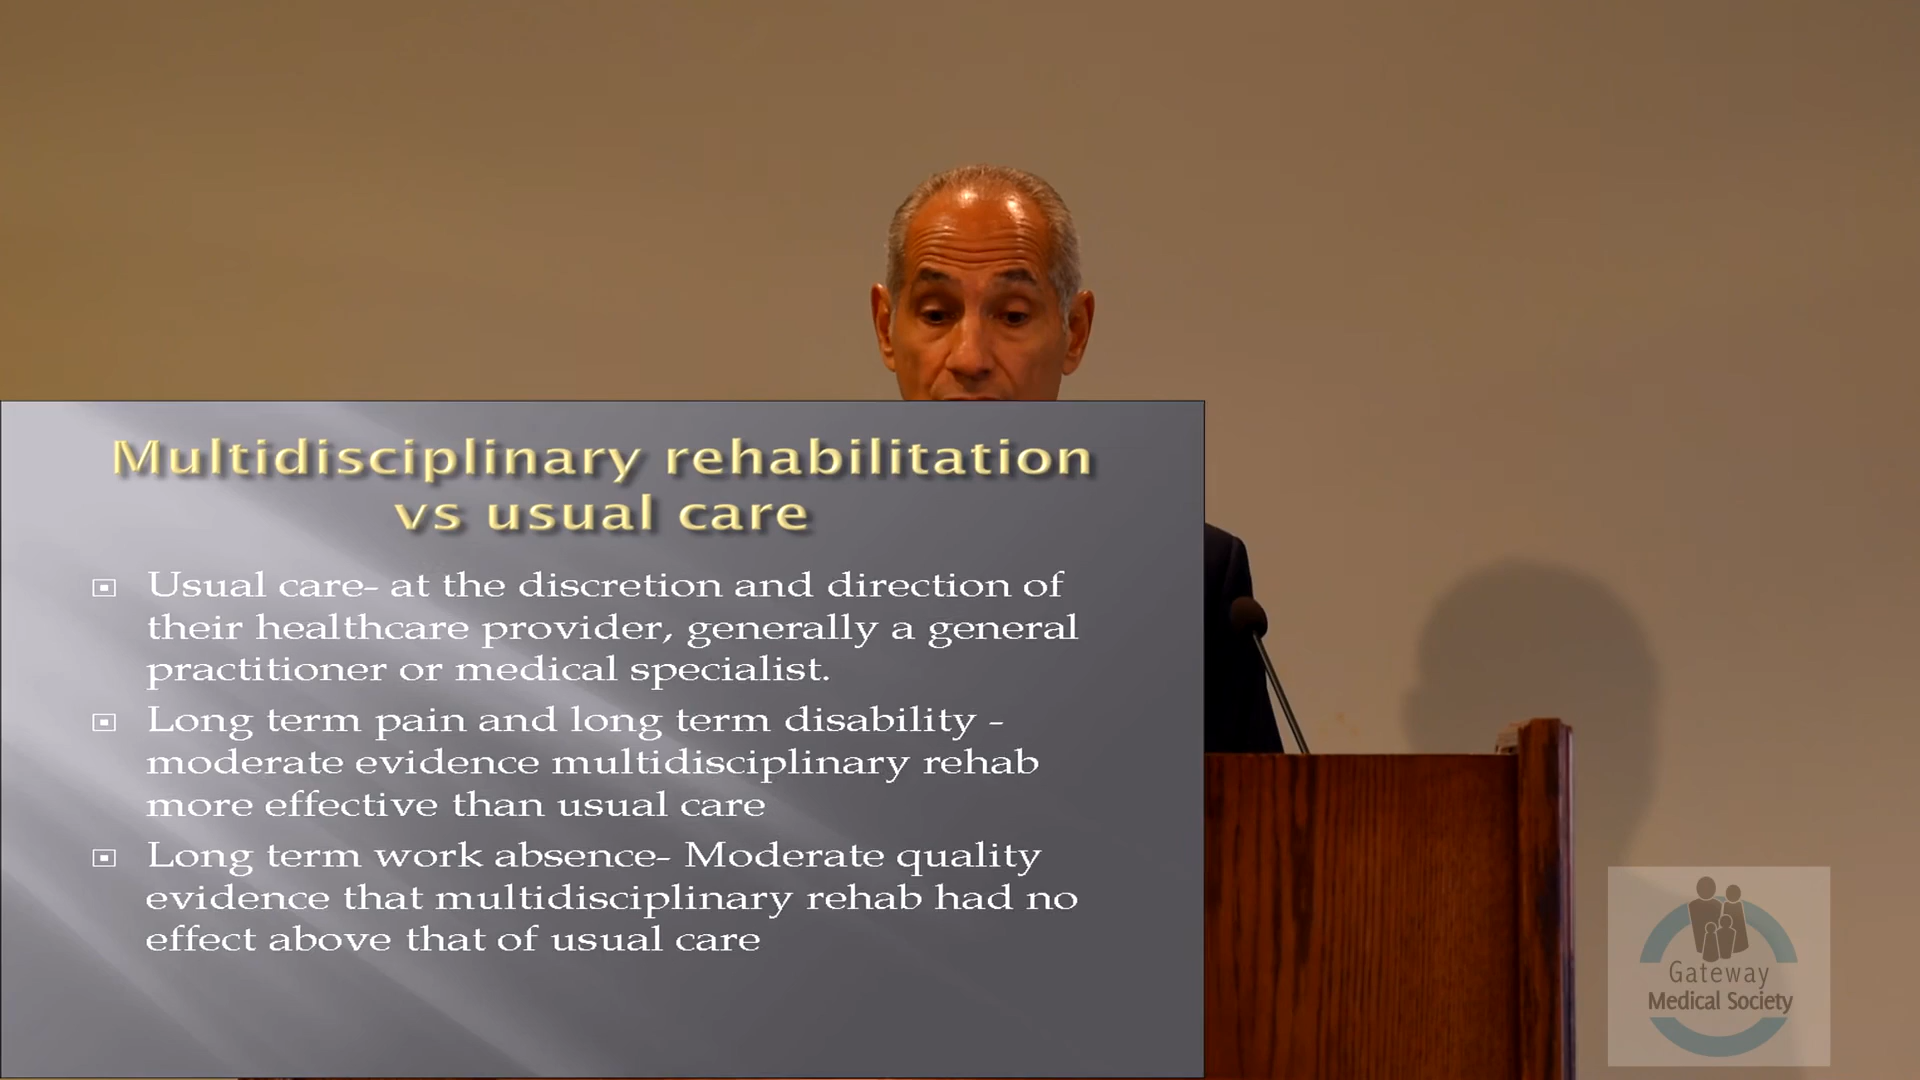 Multidisciplinary rehabilitation
vs usual care
Usual care- at the discretion and direction of
their healthcare provider, generally a general
practitioner or medical specialist.
Long term pain and long term disability -
moderate evidence multidisciplinary rehab
more effective than usual care
Long term work absence- Moderate quality
evidence that multidisciplinary rehab had no
effect above that of usual care
Gateway
Medical Society